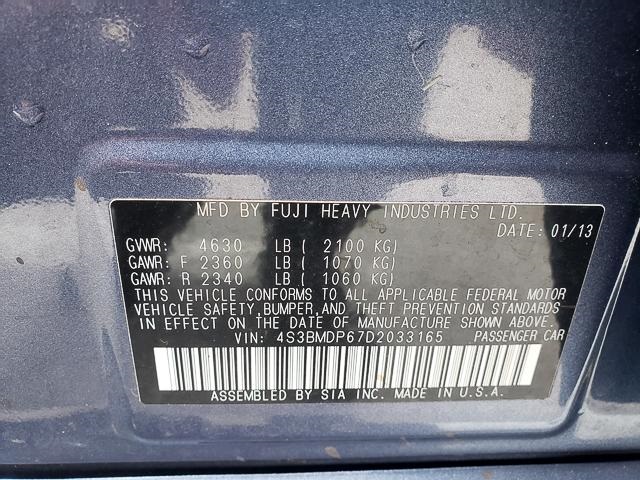 MFD BY FUJI HEAVY INDUSTRIES LTD.
DATE: 01/13
GVWR: 4630 LB ( 2100 KG)
GAWR: F 2360 LB ( 1070 KG)
GAWR: R 2340 LB ( 1060 KG)
THIS VEHICLE CONFORMS TO ALL APPLICABLE FEDERAL MOTOR
VEHICLE SAFETY,BUMPER,AND THEFT PREVENTION STANDARDS
IN EFFECT ON THE DATE OF MANUFACTURE SHOWN ABOVE.
VIN: 4S3BMDP67D2033165 PASSENGER CAR
ASSEMBLED BY SIA INC. MADE IN U.S.A.